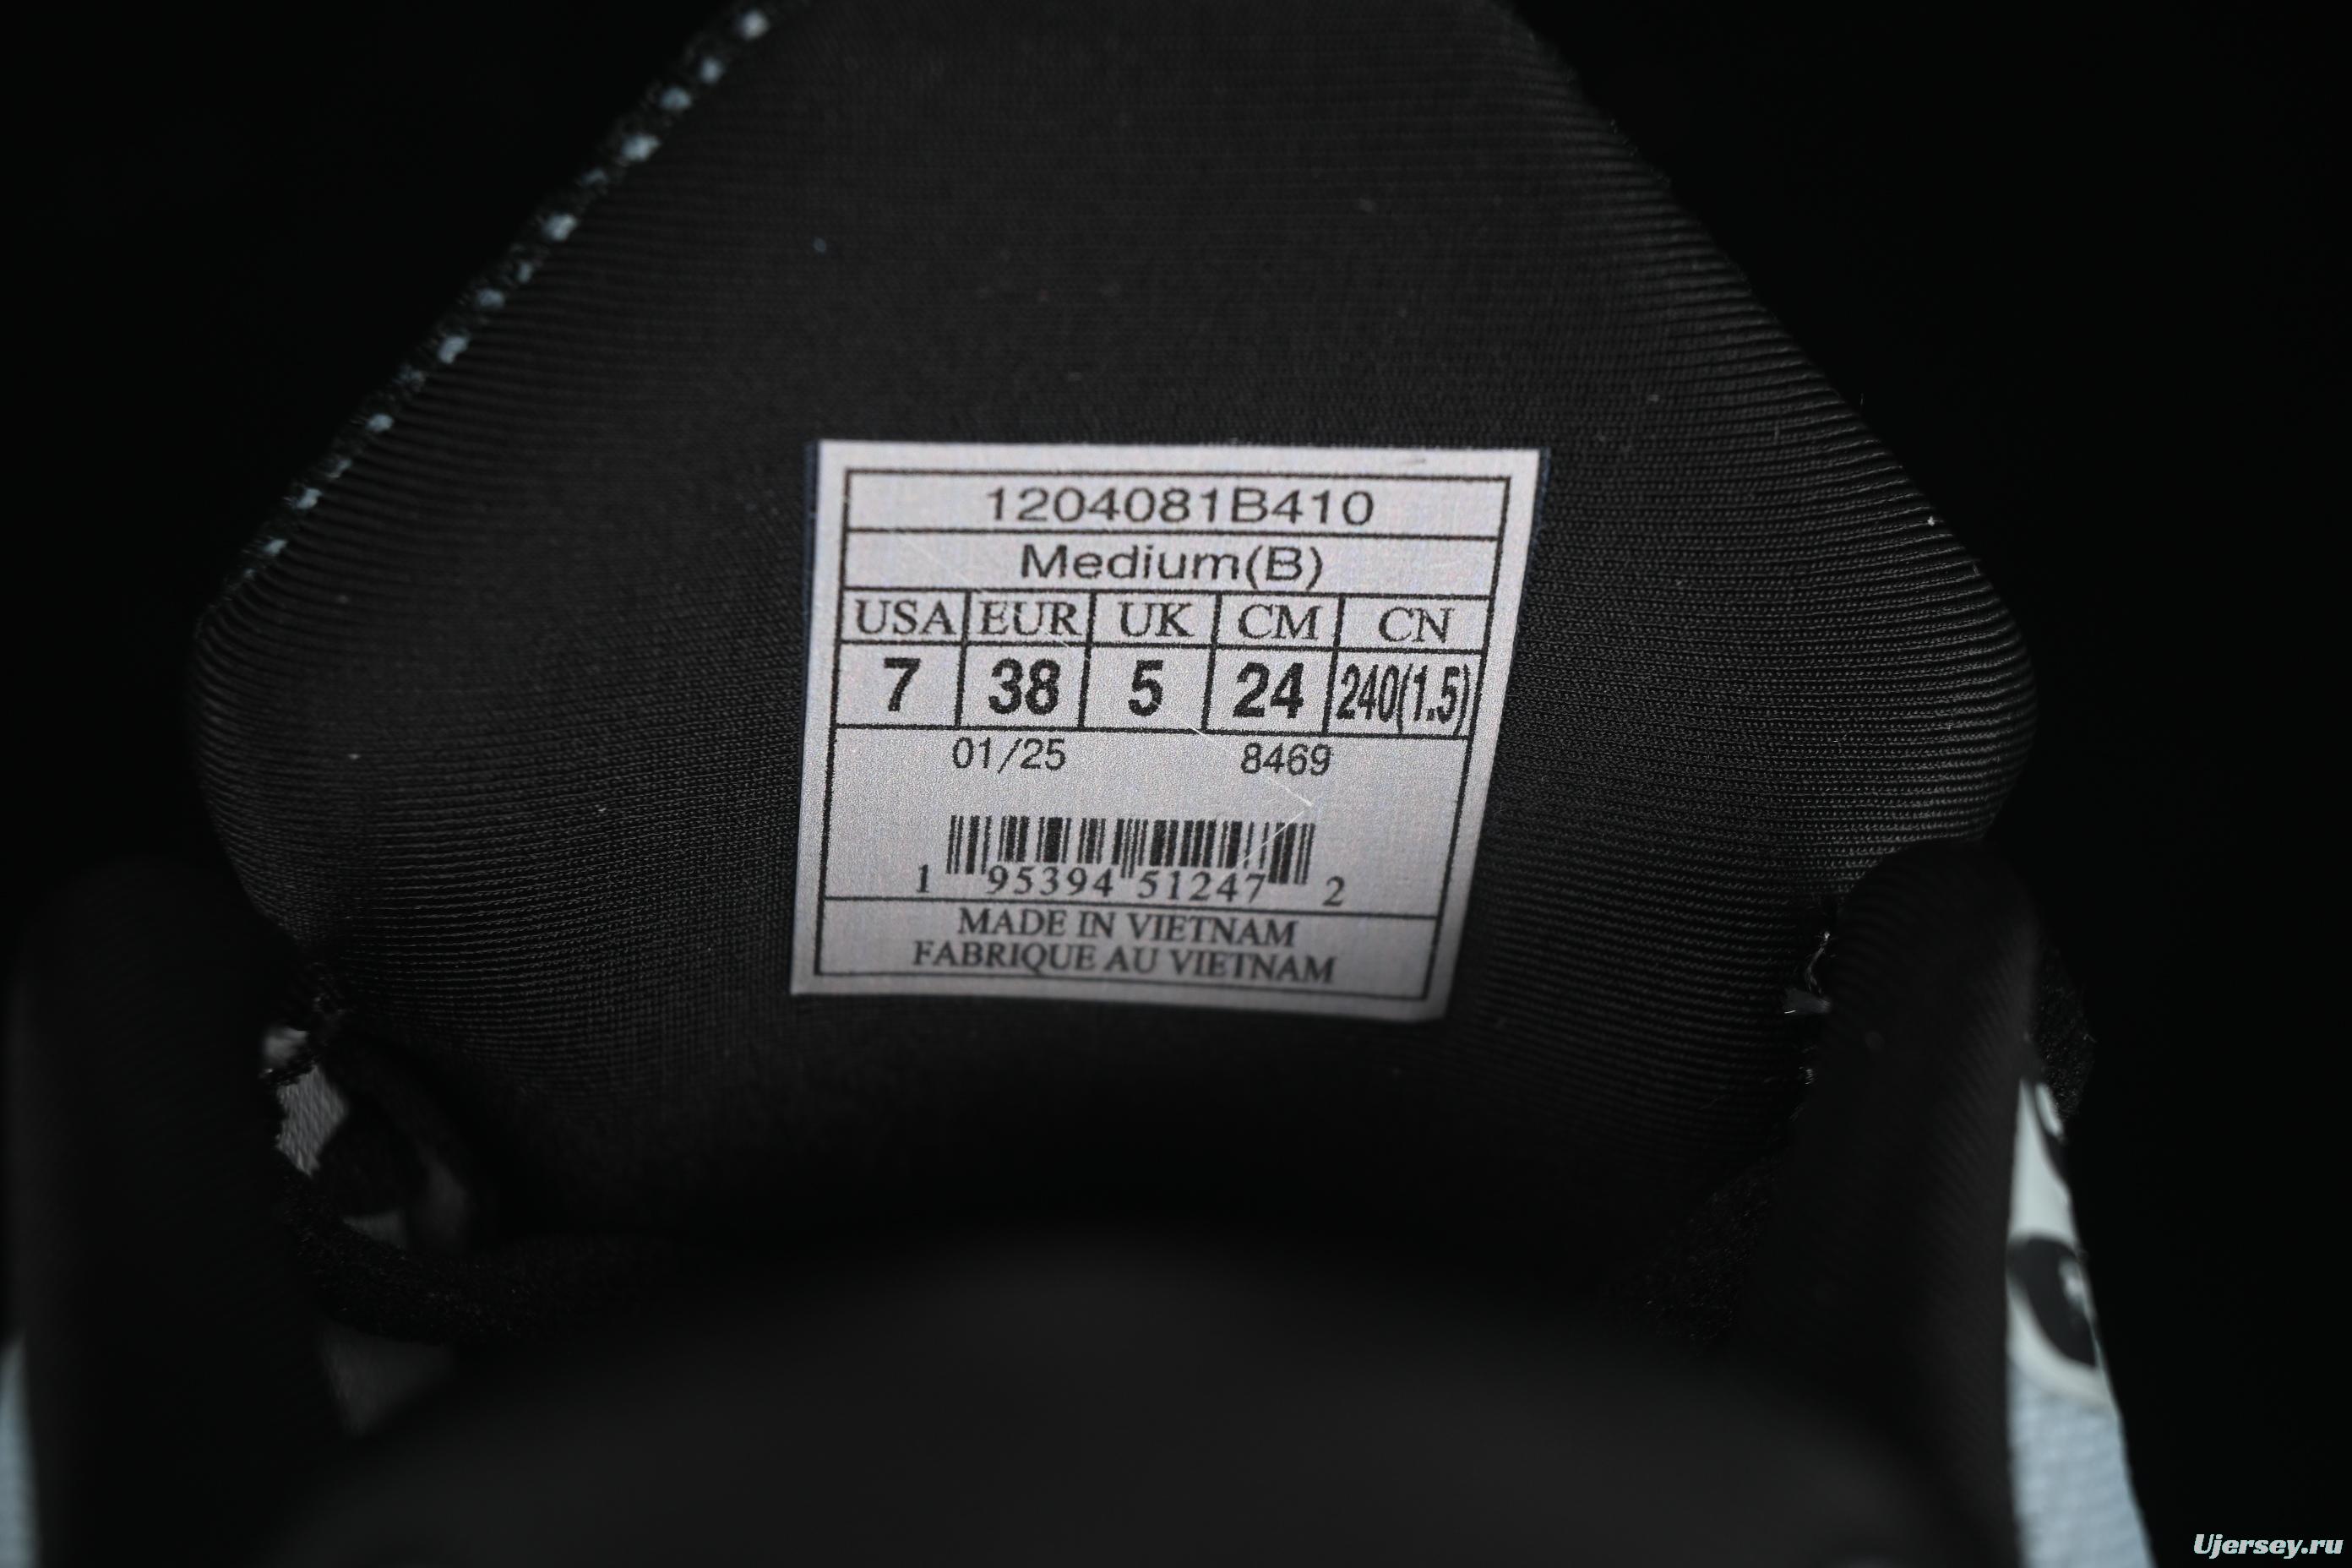 1204081B410
Medium(B)
USA EUR UK CM CN
7 38 5 24 240(1.5)
01/25 8469
1 95394 51247 2
MADE IN VIETNAM
FABRIQUE AU VIETNAM
Ujersey.ru